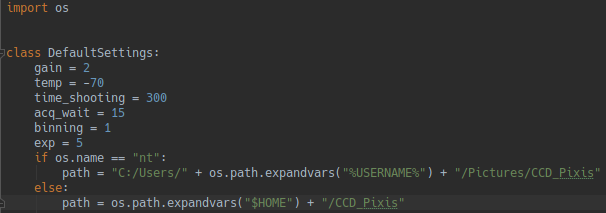 import os
class DefaultSettings:
gain = 2
temp = -70
time_shooting = 300
acq_wait = 15
binning = 1
exp = 5
if os.name == "nt":
path = "C:/Users/" + os.path.expandvars("%USERNAME%") + "/Pictures/CCD_Pixis"
else:
path = os.path.expandvars("$HOME") + "/CCD_Pixis"